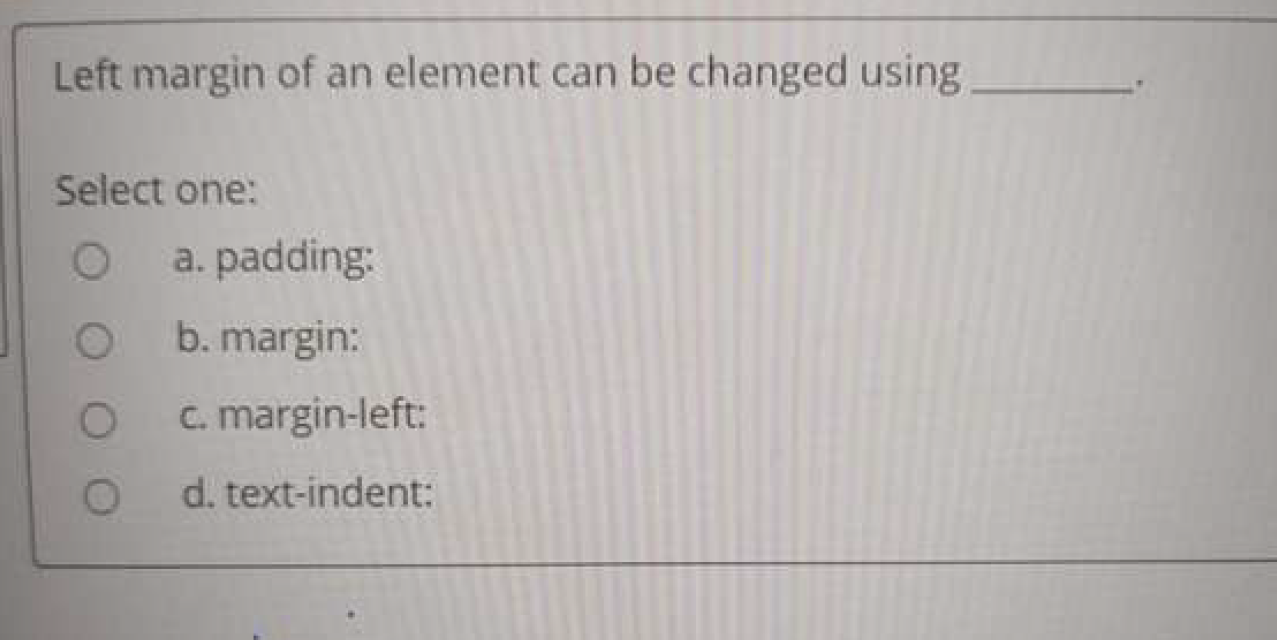 Left margin of an element can be changed using ________.
Select one:
a. padding:
b. margin:
c. margin-left:
d. text-indent: